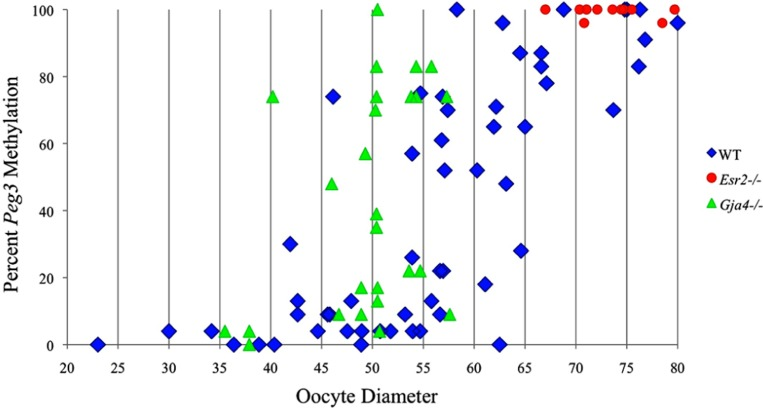 100
80
60
40
20
0
Percent Peg3 Methylation
20 25 30 35 40 45 50 55 60 65 70 75 80
Oocyte Diameter
WT
Esr2-/-
Gja4-/-